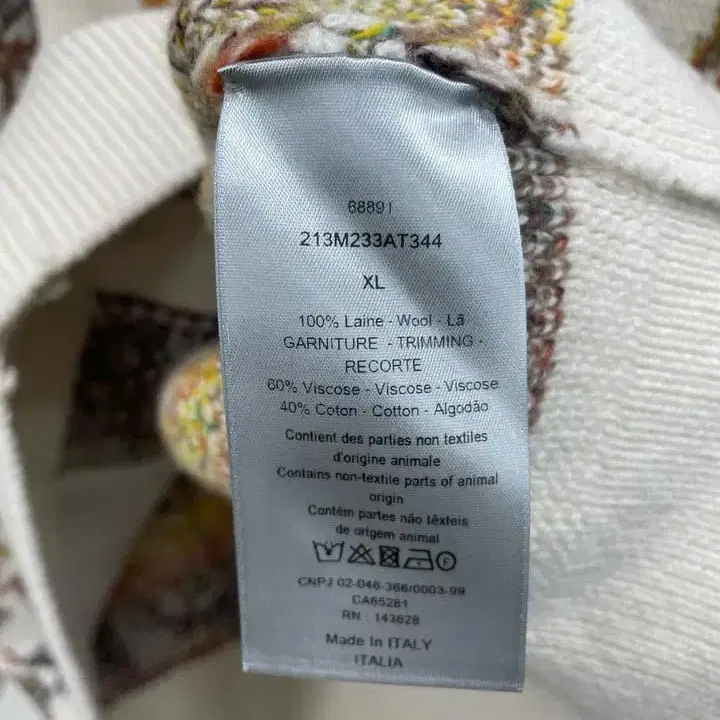 68891
213M233AT344
XL
100% Laine - Wool - Lã
GARNITURE - TRIMMING -
RECORTE
60% Viscose - Viscose - Viscose
40% Coton - Cotton - Algodão
Contient des parties non textiles
d'origine animale
Contains non-textile parts of animal
origin
Contém partes não têxteis
de origem animal
CNPJ 02-046-366/0003-99
CA65281
RN : 143628
Made In ITALY
ITALIA